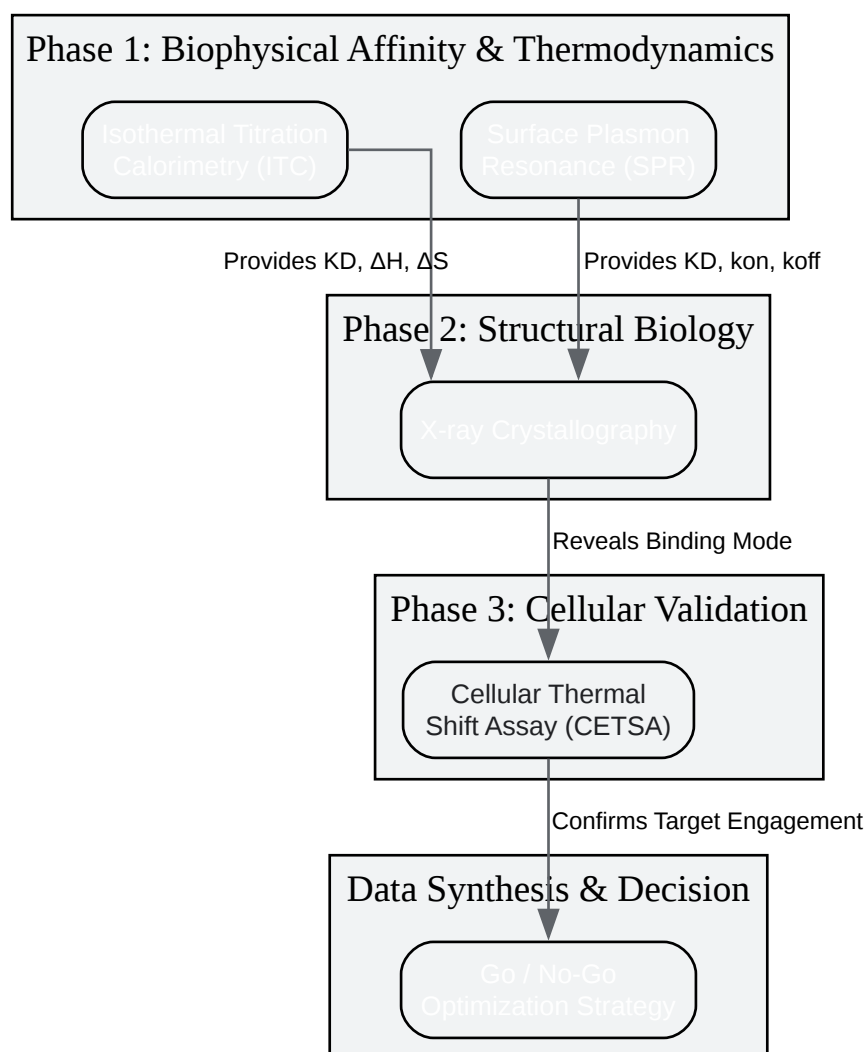 Phase 1: Biophysical Affinity & Thermodynamics
Isothermal Titration
Calorimetry (ITC)
Surface Plasmon
Resonance (SPR)
Provides KD, ΔH, ΔS
Provides KD, kon, koff
Phase 2: Structural Biology
X-ray Crystallography
Reveals Binding Mode
Phase 3: Cellular Validation
Cellular Thermal
Shift Assay (CETSA)
Confirms Target Engagement
Data Synthesis & Decision
Go / No-Go
Optimization Strategy